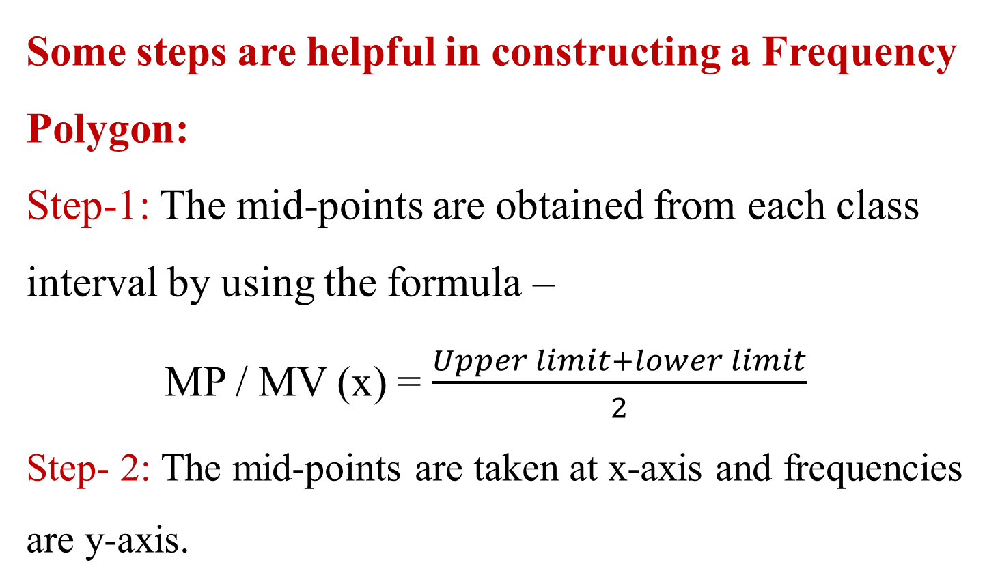 Some steps are helpful in constructing a Frequency
Polygon:
Step-1: The mid-points are obtained from each class
interval by using the formula –
MP / MV (x) = \frac{Upper limit+lower limit}{2}
Step- 2: The mid-points are taken at x-axis and frequencies
are y-axis.